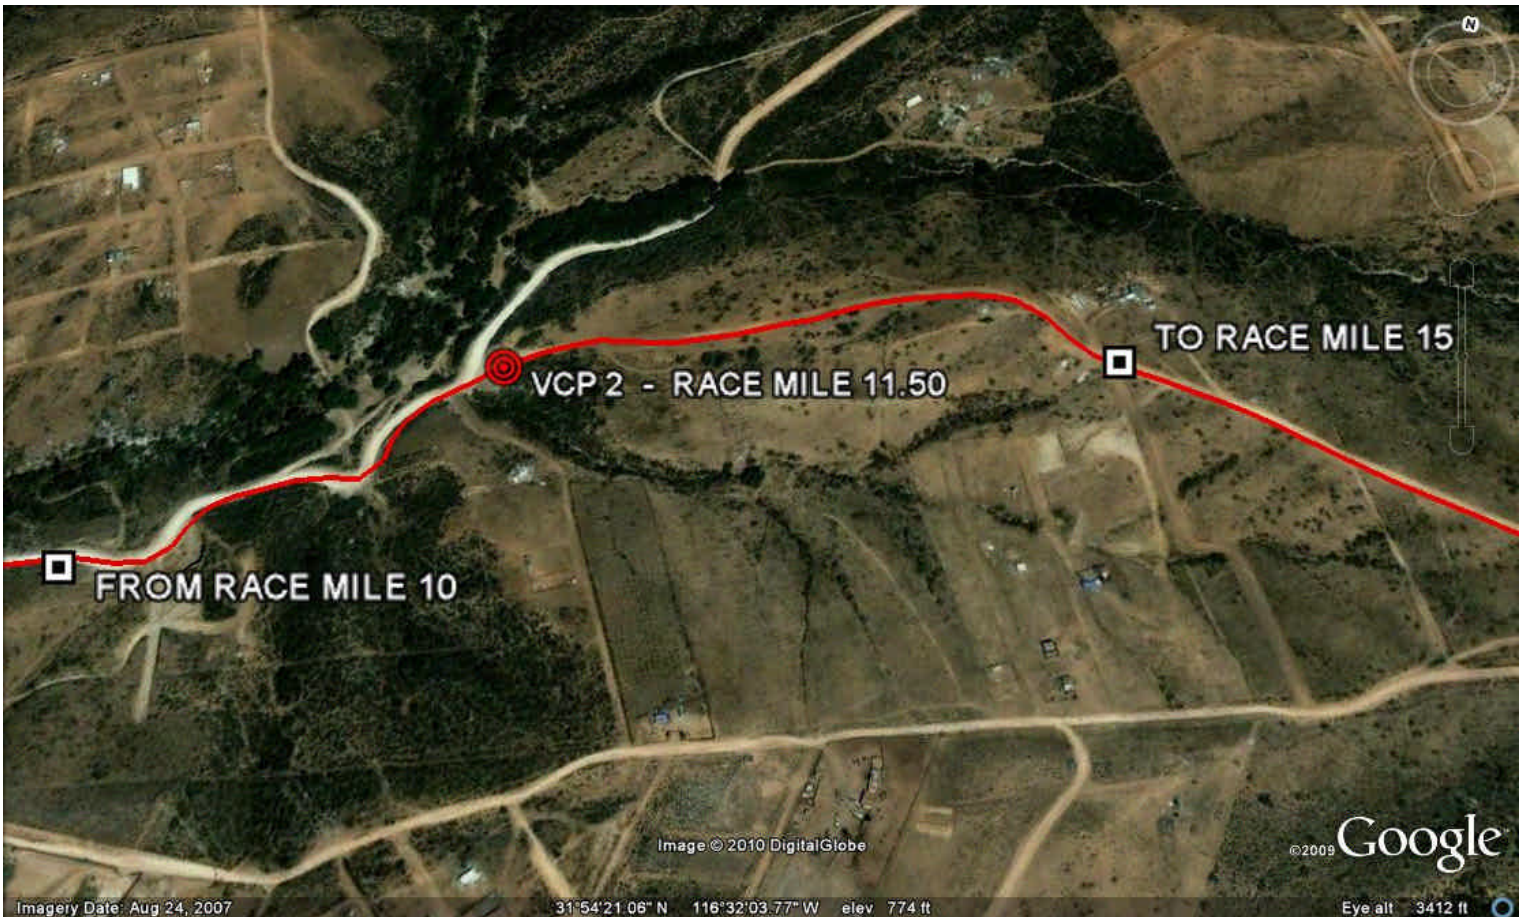 N
TO RACE MILE 15
VCP 2 - RACE MILE 11.50
FROM RACE MILE 10
Image © 2010 DigitalGlobe
©2009 Google
Imagery Date: Aug 24, 2007 31°54'21.06" N 116°32'03.77" W elev 774 ft Eye alt 3412 ft